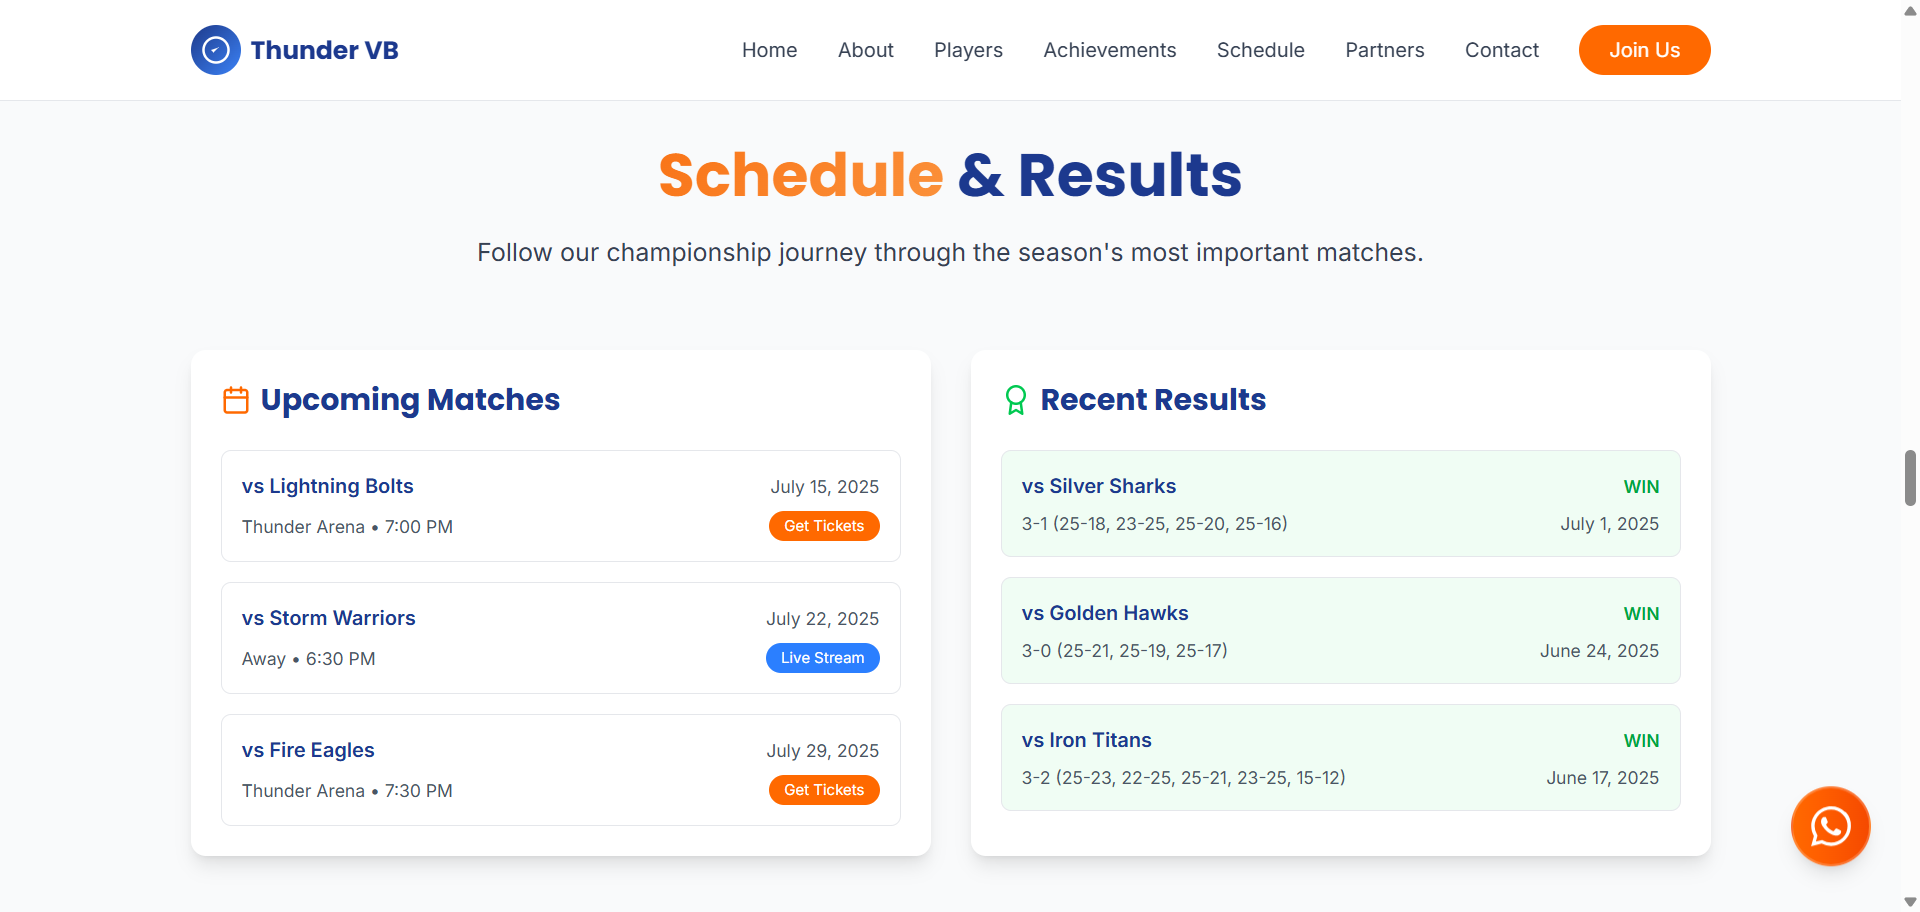 Thunder VB
Home About Players Achievements Schedule Partners Contact Join Us
Schedule & Results
Follow our championship journey through the season's most important matches.
Upcoming Matches
vs Lightning Bolts July 15, 2025
Thunder Arena • 7:00 PM Get Tickets
vs Storm Warriors July 22, 2025
Away • 6:30 PM Live Stream
vs Fire Eagles July 29, 2025
Thunder Arena • 7:30 PM Get Tickets
Recent Results
vs Silver Sharks WIN
3-1 (25-18, 23-25, 25-20, 25-16) July 1, 2025
vs Golden Hawks WIN
3-0 (25-21, 25-19, 25-17) June 24, 2025
vs Iron Titans WIN
3-2 (25-23, 22-25, 25-21, 23-25, 15-12) June 17, 2025